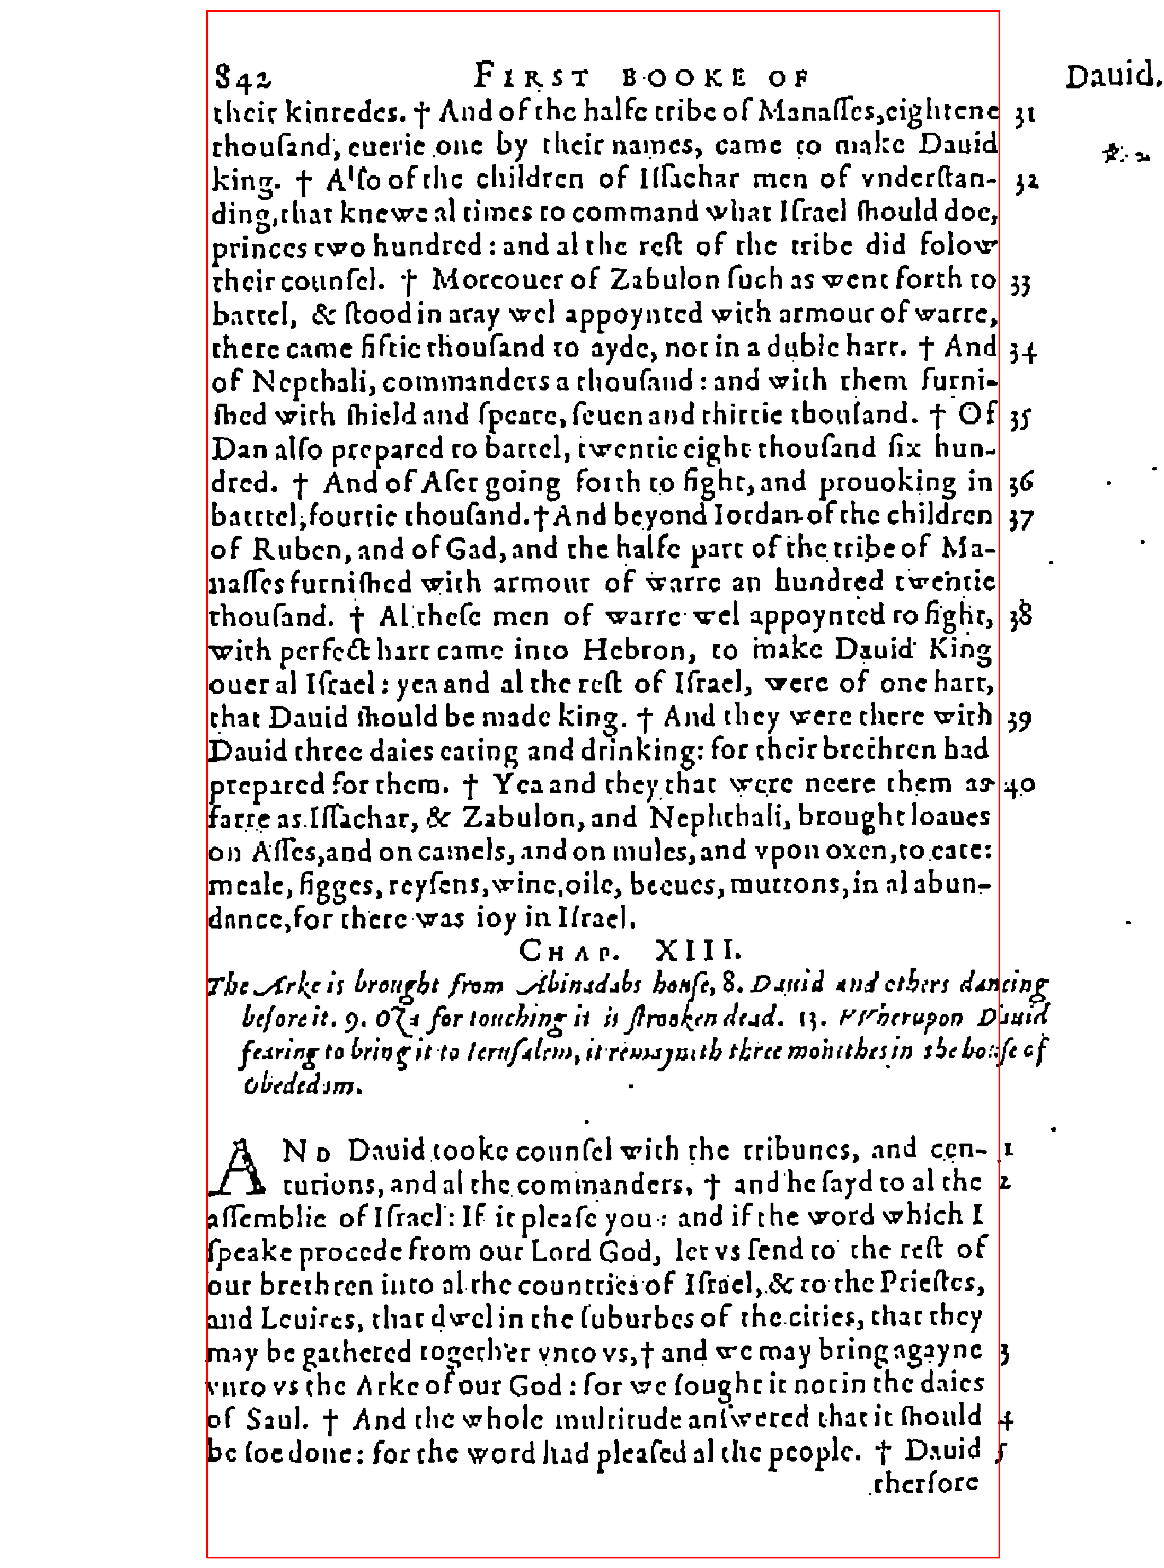 842 FIRST BOOKE OF Dauid.
their kinredes. † And of the halfe tribe of Manaſſes, eightene 31
thouſand, euerie one by their names, came to make Dauid
king. † Alſo of the children of Iſſachar men of vnderſtan- 32
ding, that knewe al times to command what Iſrael ſhould doe,
princes two hundred: and al the reſt of the tribe did folow
their counſel. † Moreouer of Zabulon ſuch as went forth to 33
battel, & ſtood in aray wel appoynted with armour of warre,
there came fiftie thouſand to ayde, not in a duble hart. † And 34
of Nepthali, commanders a thouſand: and with them furni-
ſhed with ſhield and ſpeare, ſeuen and thirtie thouſand. † Of 35
Dan alſo prepared to battel, twentie eight thouſand ſix hun-
dred. † And of Aſer going forth to fight, and prouoking in 36
batttel, fourtie thouſand. † And beyond Iordan of the children 37
of Ruben, and of Gad, and the halfe part of the tribe of Ma-
naſſes furniſhed with armour of warre an hundred twentie
thouſand. † Al theſe men of warre wel appoynted to fight, 38
with perfect hart came into Hebron, to make Dauid King
ouer al Iſrael: yea and al the reſt of Iſrael, were of one hart,
that Dauid ſhould be made king. † And they were there with 39
Dauid three daies eating and drinking: for their brethren had
prepared for them. † Yea and they that were neere them as 40
farre as Iſſachar, & Zabulon, and Nephthali, brought loaues
on Aſſes, and on camels, and on mules, and vpon oxen, to eate:
meale, figges, reyſens, wine, oile, beeues, muttons, in al abun-
dance, for there was ioy in Iſrael.
CHAP. XIII.
The Arke is brought from Abinadabs houſe, 8. Dauid and others dancing
before it. 9. Oza for touching it is ſtrooken dead. 13. VVherupon Dauid
fearing to bring it to Ieruſalem, it remayneth three monethes in the houſe of
Obededom.
AND Dauid tooke counſel with the tribunes, and cen- 1
turions, and al the commanders, † and he ſayd to al the 2
aſſemblie of Iſrael: If it pleaſe you: and if the word which I
ſpeake procede from our Lord God, let vs ſend to the reſt of
our brethren into al the countries of Iſrael, & to the Prieſtes,
and Leuites, that dwel in the ſuburbes of the cities, that they
may be gathered together vnto vs, † and we may bring agayne 3
vnto vs the Arke of our God: for we ſought it not in the daies
of Saul. † And the whole multitude anſwered that it ſhould 4
be ſoe done: for the word had pleaſed al the people. † Dauid 5
therfore